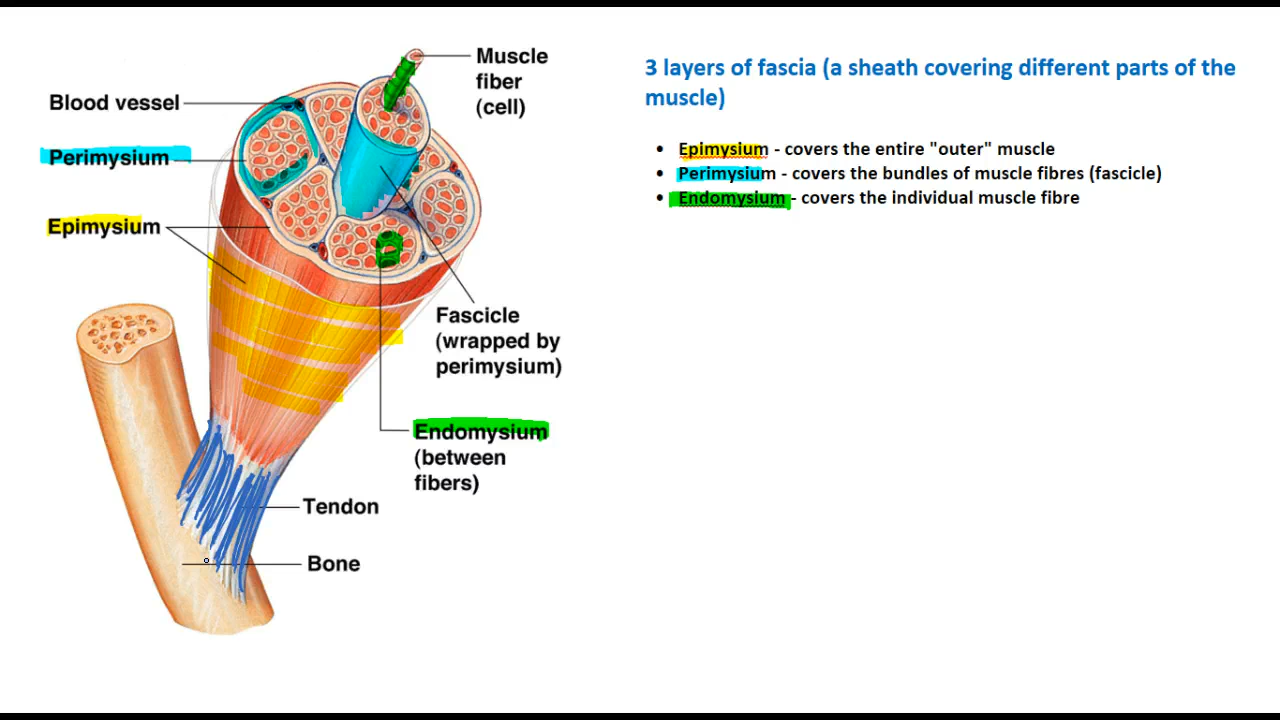 Muscle
fiber
(cell)
Blood vessel
Perimysium
Epimysium
Fascicle
(wrapped by
perimysium)
Endomysium
(between
fibers)
Tendon
Bone
3 layers of fascia (a sheath covering different parts of the
muscle)
• Epimysium - covers the entire "outer" muscle
• Perimysium - covers the bundles of muscle fibres (fascicle)
• Endomysium - covers the individual muscle fibre